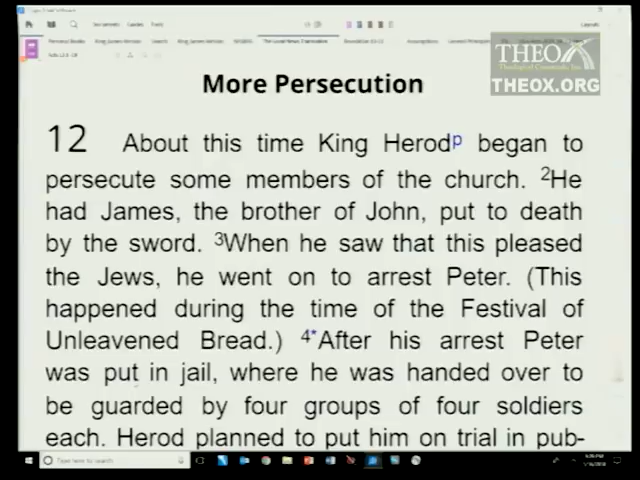 THEOX
THEOX.ORG
More Persecution
12 About this time King Herodp began to
persecute some members of the church. 2He
had James, the brother of John, put to death
by the sword. 3When he saw that this pleased
the Jews, he went on to arrest Peter. (This
happened during the time of the Festival of
Unleavened Bread.) 4*After his arrest Peter
was put in jail, where he was handed over to
be guarded by four groups of four soldiers
each. Herod planned to put him on trial in pub-
Type here to search